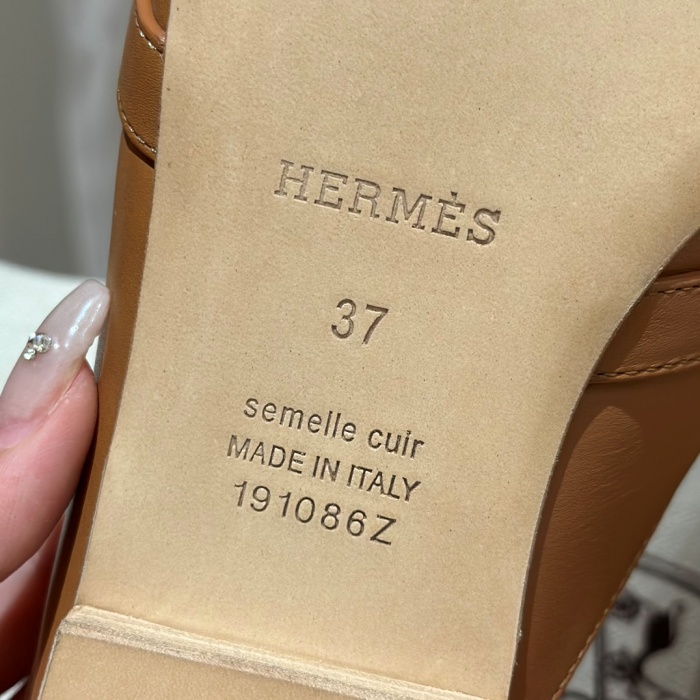 HERMÈS
37
semelle cuir
MADE IN ITALY
191086Z